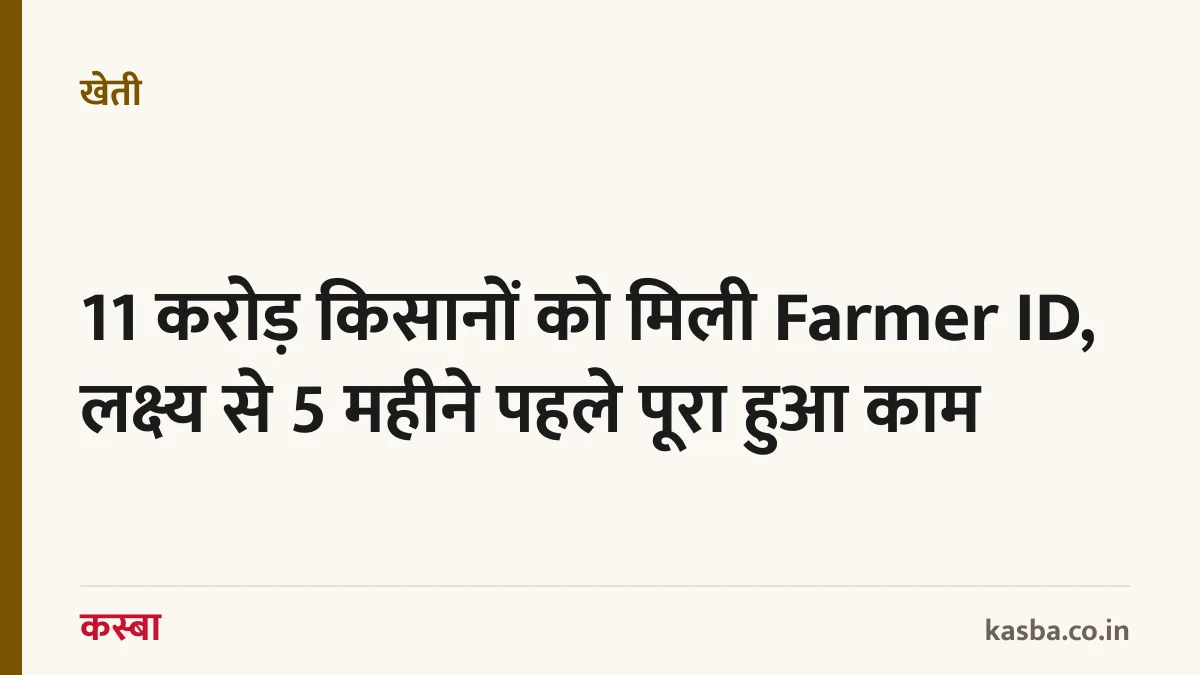 खेती
11 करोड़ किसानों को मिली Farmer ID,
लक्ष्य से 5 महीने पहले पूरा हुआ काम
कस्बा
kasba.co.in